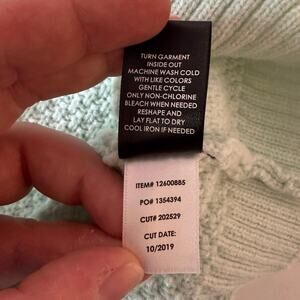 TURN GARMENT
INSIDE OUT
MACHINE WASH COLD
WITH LIKE COLORS
GENTLE CYCLE
ONLY NON-CHLORINE
BLEACH WHEN NEEDED
RESHAPE AND
LAY FLAT TO DRY
COOL IRON IF NEEDED
ITEM# 12600885
PO# 1354394
CUT# 202529
CUT DATE:
10/2019